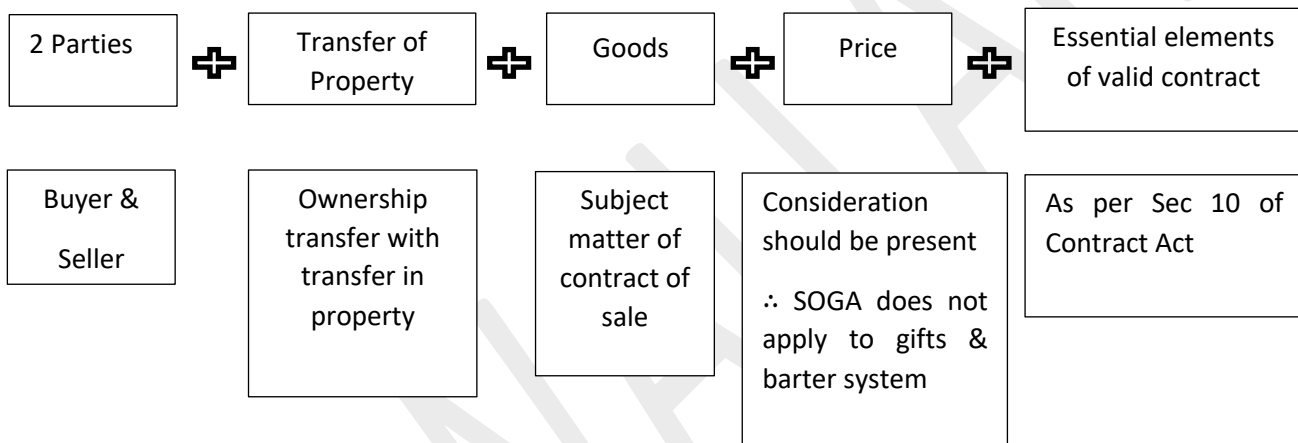 2 Parties
Transfer of
Property
Goods
Price
Essential elements
of valid contract
Buyer &
Seller
Ownership
transfer with
transfer in
property
Subject
matter of
contract of
sale
Consideration
should be present
∴ SOGA does not
apply to gifts &
barter system
As per Sec 10 of
Contract Act